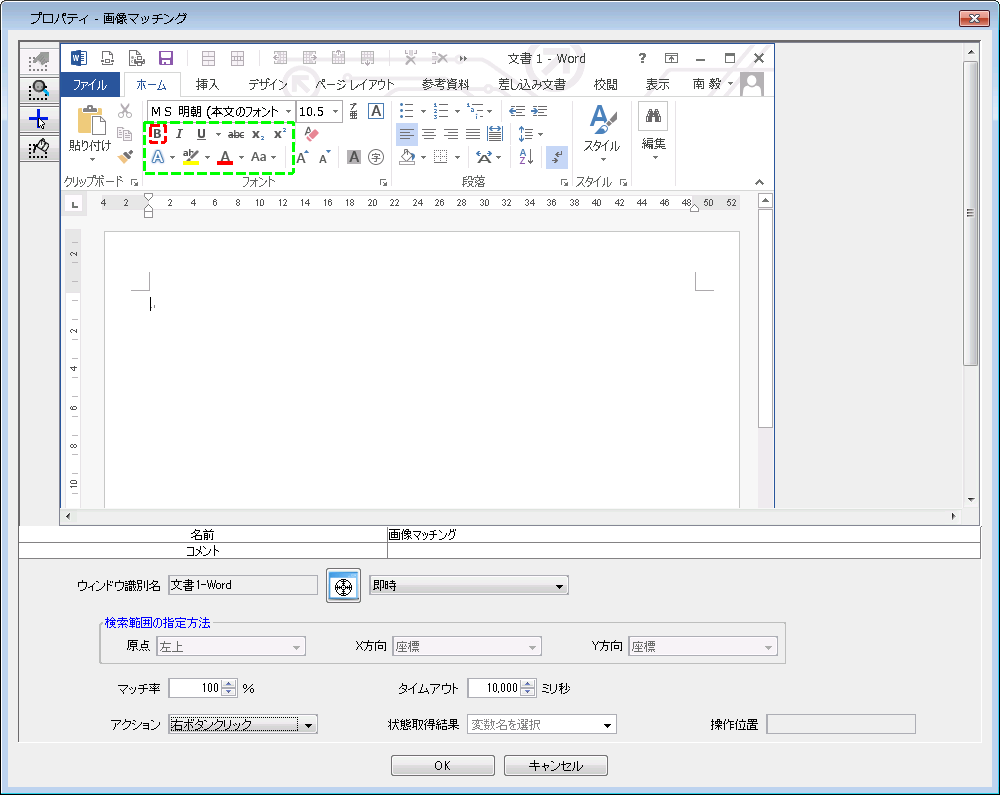 プロパティ - 画像マッチング
文書 1 - Word
ファイル ホーム 挿入 デザイン ページ レイアウト 参考資料 差し込み文書 校閲 表示 南 毅
ＭＳ 明朝 (本文のフォント 10.5
貼り付け B I U abc x₂ x² スタイル 編集
A ab A Aa A A A 字 A Z
クリップボード フォント 段落 スタイル
L 4 2 2 4 6 8 10 12 14 16 18 20 22 24 26 28 30 32 34 36 38 40 42 44 46 48 50 52
2
2
4
6
8
10
名前 画像マッチング
コメント
ウィンドウ識別名 文書1-Word 即時
検索範囲の指定方法
原点 左上 X方向 座標 Y方向 座標
マッチ率 100 % タイムアウト 10,000 ミリ秒
アクション 右ボタンクリック 状態取得結果 変数名を選択 操作位置
OK キャンセル